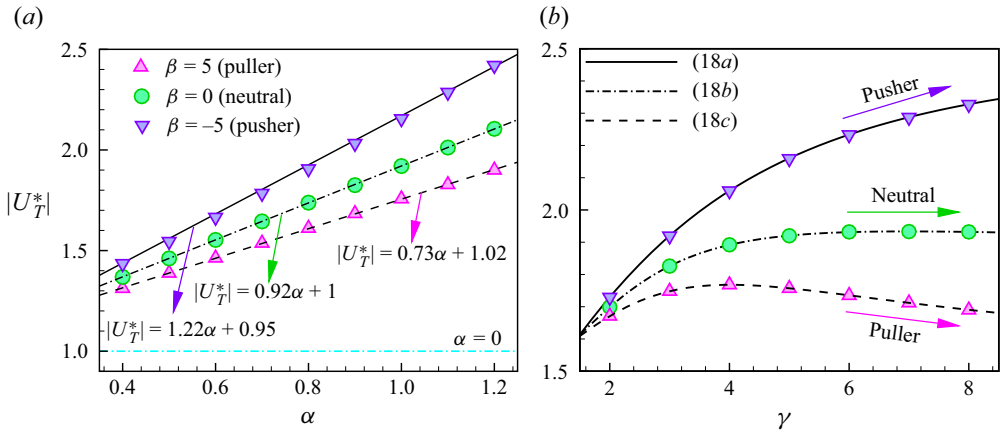 (a)
(b)
2.5
2.0
1.5
1.0
|U*T|
0.4
0.6
0.8
1.0
1.2
α
β = 5 (puller)
β = 0 (neutral)
β = –5 (pusher)
|U*T| = 0.73α + 1.02
|U*T| = 0.92α + 1
|U*T| = 1.22α + 0.95
α = 0
2.5
2.0
1.5
2
4
6
8
γ
(18a)
(18b)
(18c)
Pusher
Neutral
Puller